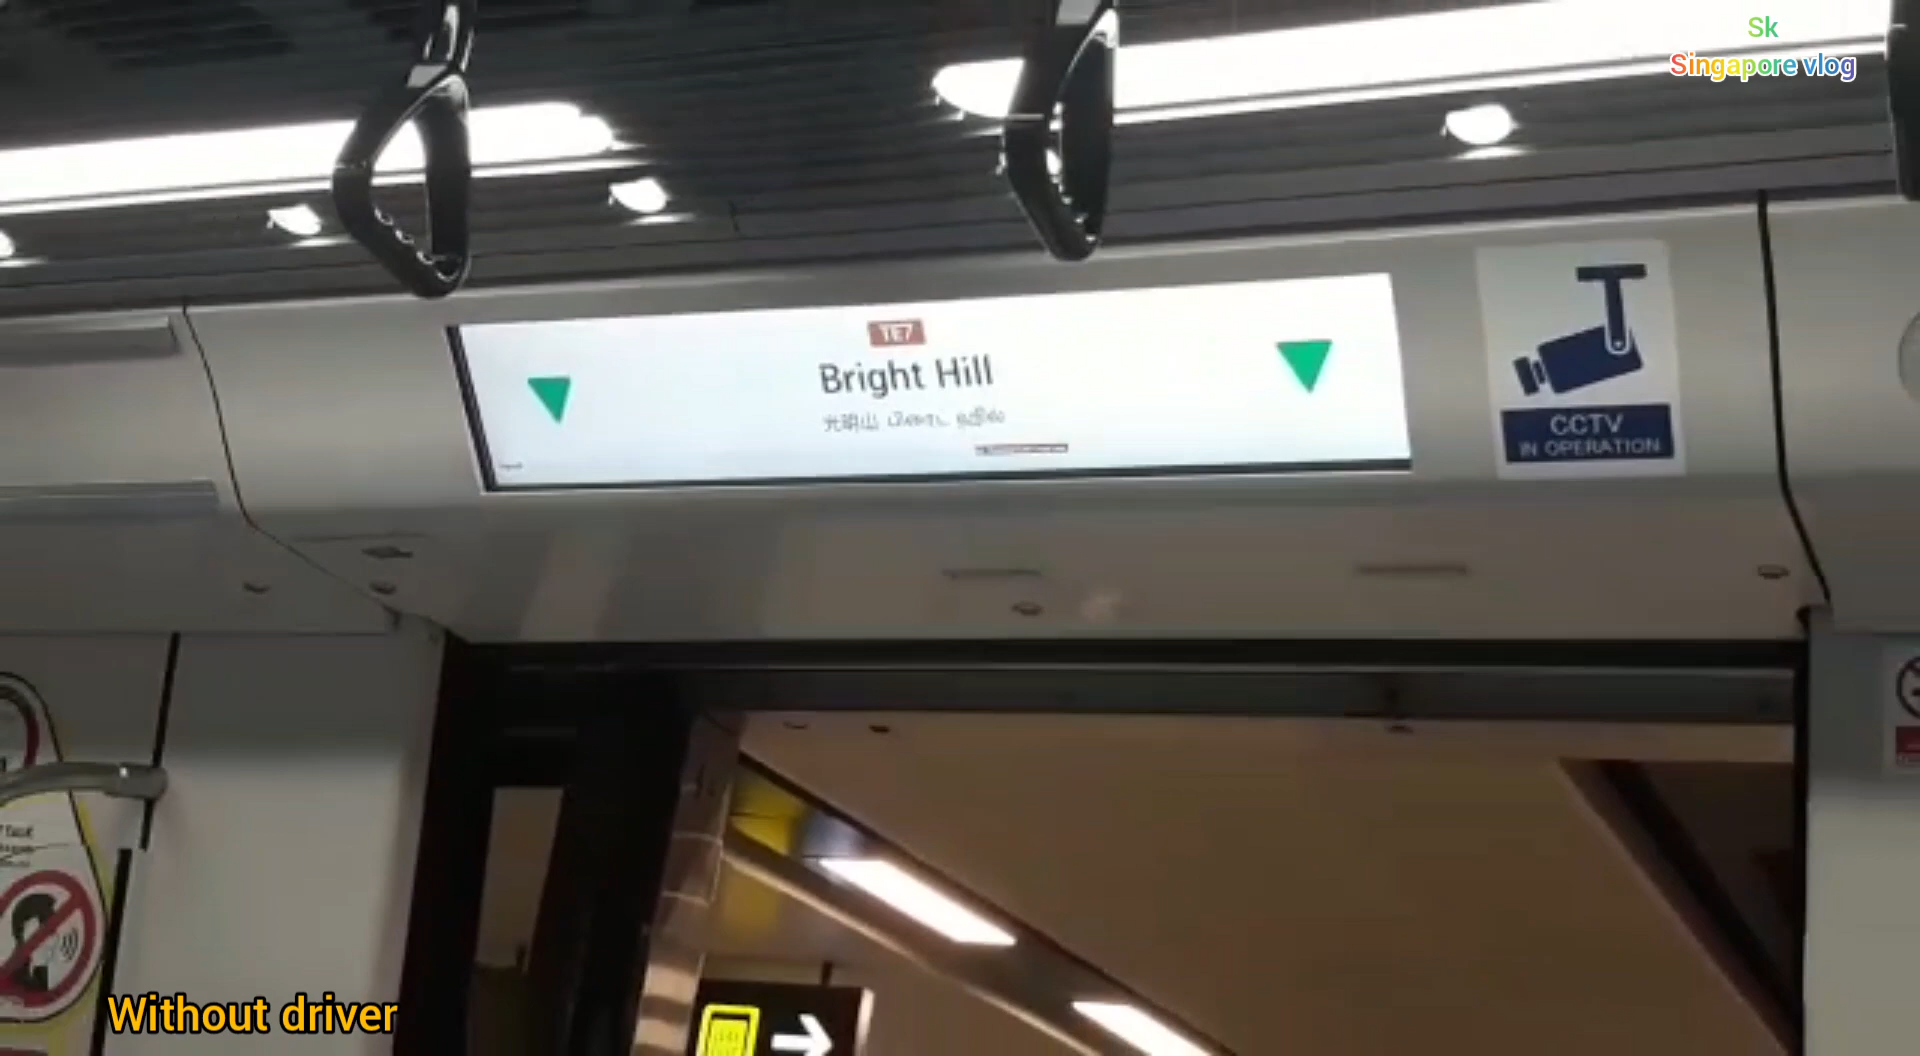 Sk
Singapore vlog
TE7
Bright Hill
光明山 பிரைட் ஹில்
CCTV
IN OPERATION
Without driver